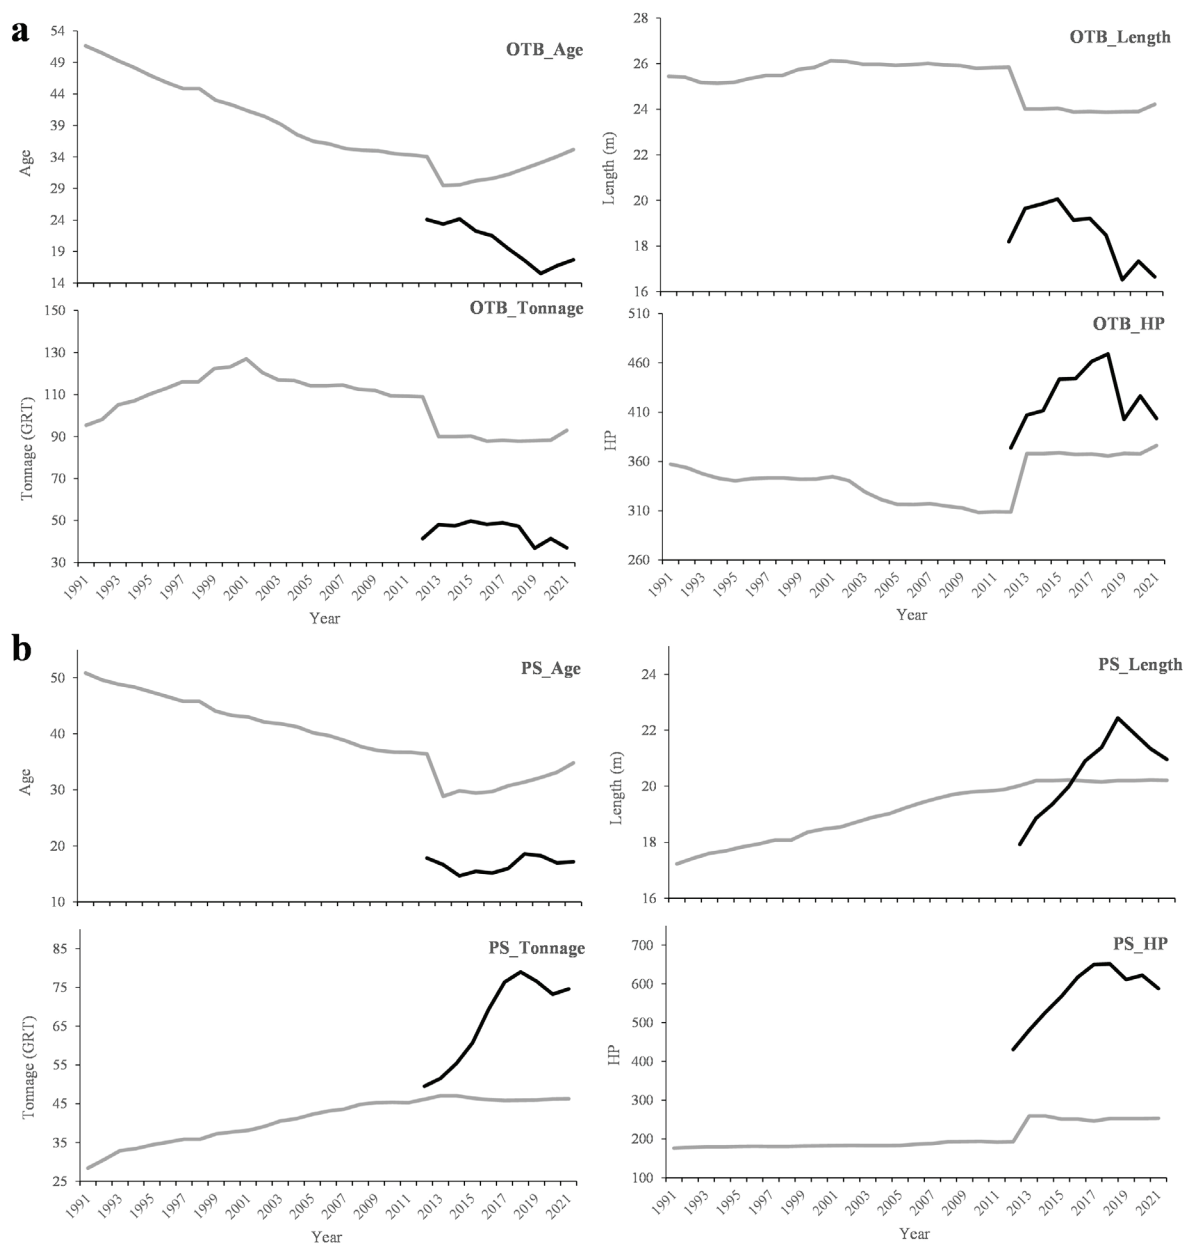 a
OTB_Age
54
49
44
39
34
29
24
19
14
Age
OTB_Length
28
26
24
22
20
18
16
Length (m)
OTB_Tonnage
150
130
110
90
70
50
30
Tonnage (GRT)
1991 1993 1995 1997 1999 2001 2003 2005 2007 2009 2011 2013 2015 2017 2019 2021
Year
OTB_HP
510
460
410
360
310
260
HP
1991 1993 1995 1997 1999 2001 2003 2005 2007 2009 2011 2013 2015 2017 2019 2021
Year
b
PS_Age
50
40
30
20
10
Age
PS_Length
24
22
20
18
16
Length (m)
PS_Tonnage
85
75
65
55
45
35
25
Tonnage (GRT)
1991 1993 1995 1997 1999 2001 2003 2005 2007 2009 2011 2013 2015 2017 2019 2021
Year
PS_HP
700
600
500
400
300
200
100
HP
1991 1993 1995 1997 1999 2001 2003 2005 2007 2009 2011 2013 2015 2017 2019 2021
Year